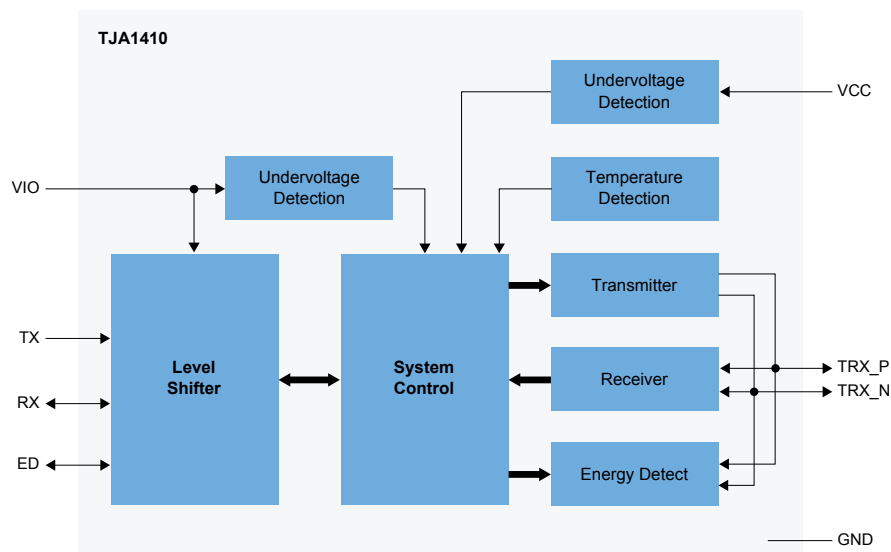 TJA1410
Undervoltage
Detection
VCC
VIO
Undervoltage
Detection
Temperature
Detection
Transmitter
TX
Level
Shifter
System
Control
Receiver
TRX_P
TRX_N
RX
ED
Energy Detect
GND